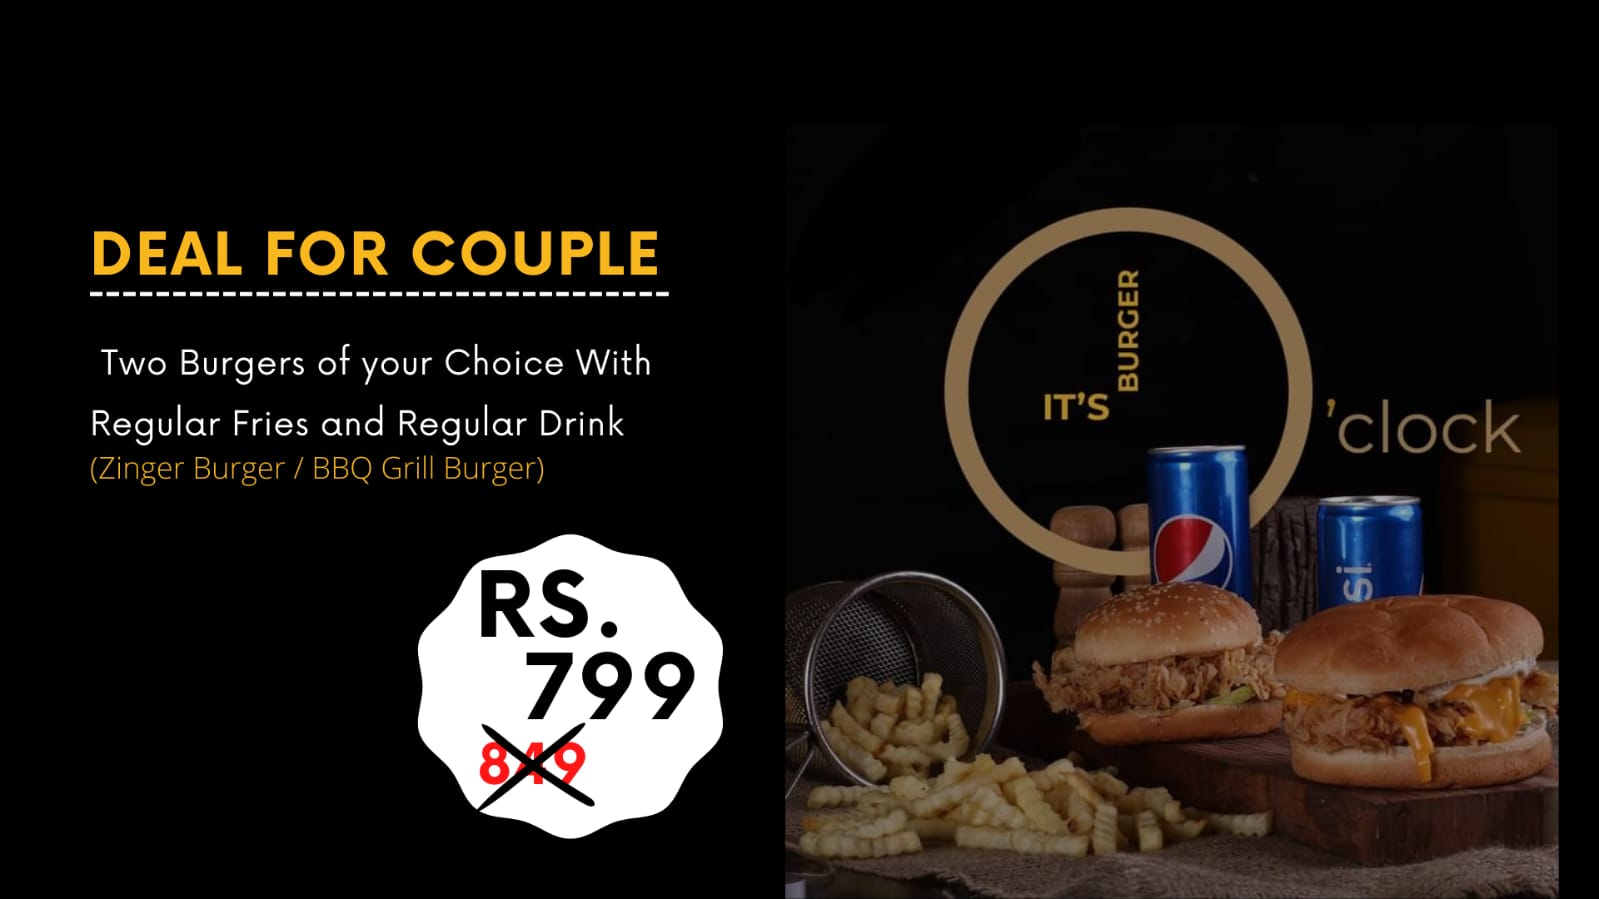 DEAL FOR COUPLE
Two Burgers of your Choice With
Regular Fries and Regular Drink
(Zinger Burger / BBQ Grill Burger)
RS.
799
849
BURGER
IT'S
'clock
si